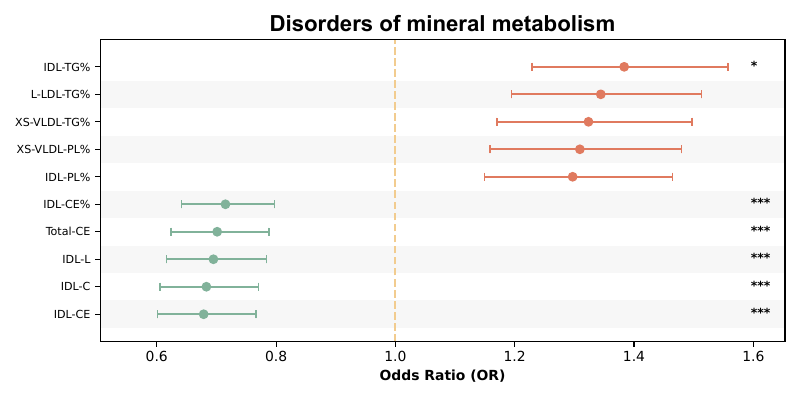 Disorders of mineral metabolism
IDL-TG% *
L-LDL-TG%
XS-VLDL-TG%
XS-VLDL-PL%
IDL-PL%
IDL-CE% ***
Total-CE ***
IDL-L ***
IDL-C ***
IDL-CE ***
0.6 0.8 1.0 1.2 1.4 1.6
Odds Ratio (OR)